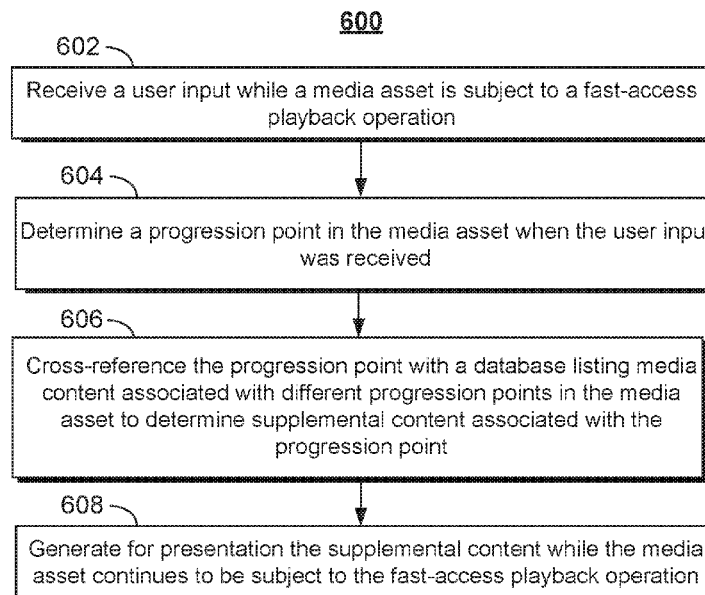 600
602
Receive a user input while a media asset is subject to a fast-access
playback operation
604
Determine a progression point in the media asset when the user inpu
was received
606
Cross-reference the progression point with a database listing media
content associated with different progression points in the media
asset to determine supplemental content associated with the
progression point
608
Generate for presentation the supplemental content while the media
asset continues to be subject to the fast-access playback operation